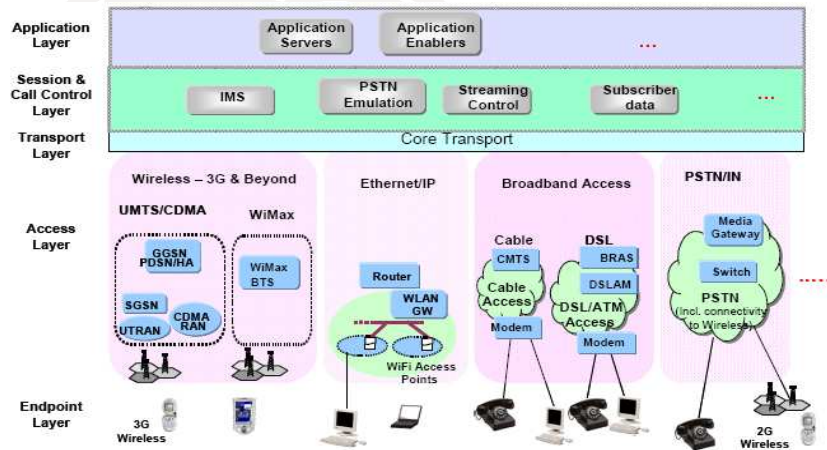 Application
Layer
Application
Servers
Application
Enablers
...
Session &
Call Control
Layer
IMS
PSTN
Emulation
Streaming
Control
Subscriber
data
...
Transport
Layer
Core Transport
Access
Layer
Wireless – 3G & Beyond
UMTS/CDMA
WiMax
GGSN
PDSN/HA
SGSN
UTRAN
CDMA
RAN
WiMax
BTS
Ethernet/IP
Router
WLAN
GW
WiFi Access
Points
Broadband Access
Cable
CMTS
Cable
Access
Modem
DSL
BRAS
DSLAM
DSL/ATM
Access
Modem
PSTN/IN
Media
Gateway
Switch
PSTN
(Incl. connectivity
to Wireless)
.....
Endpoint
Layer
3G
Wireless
2G
Wireless